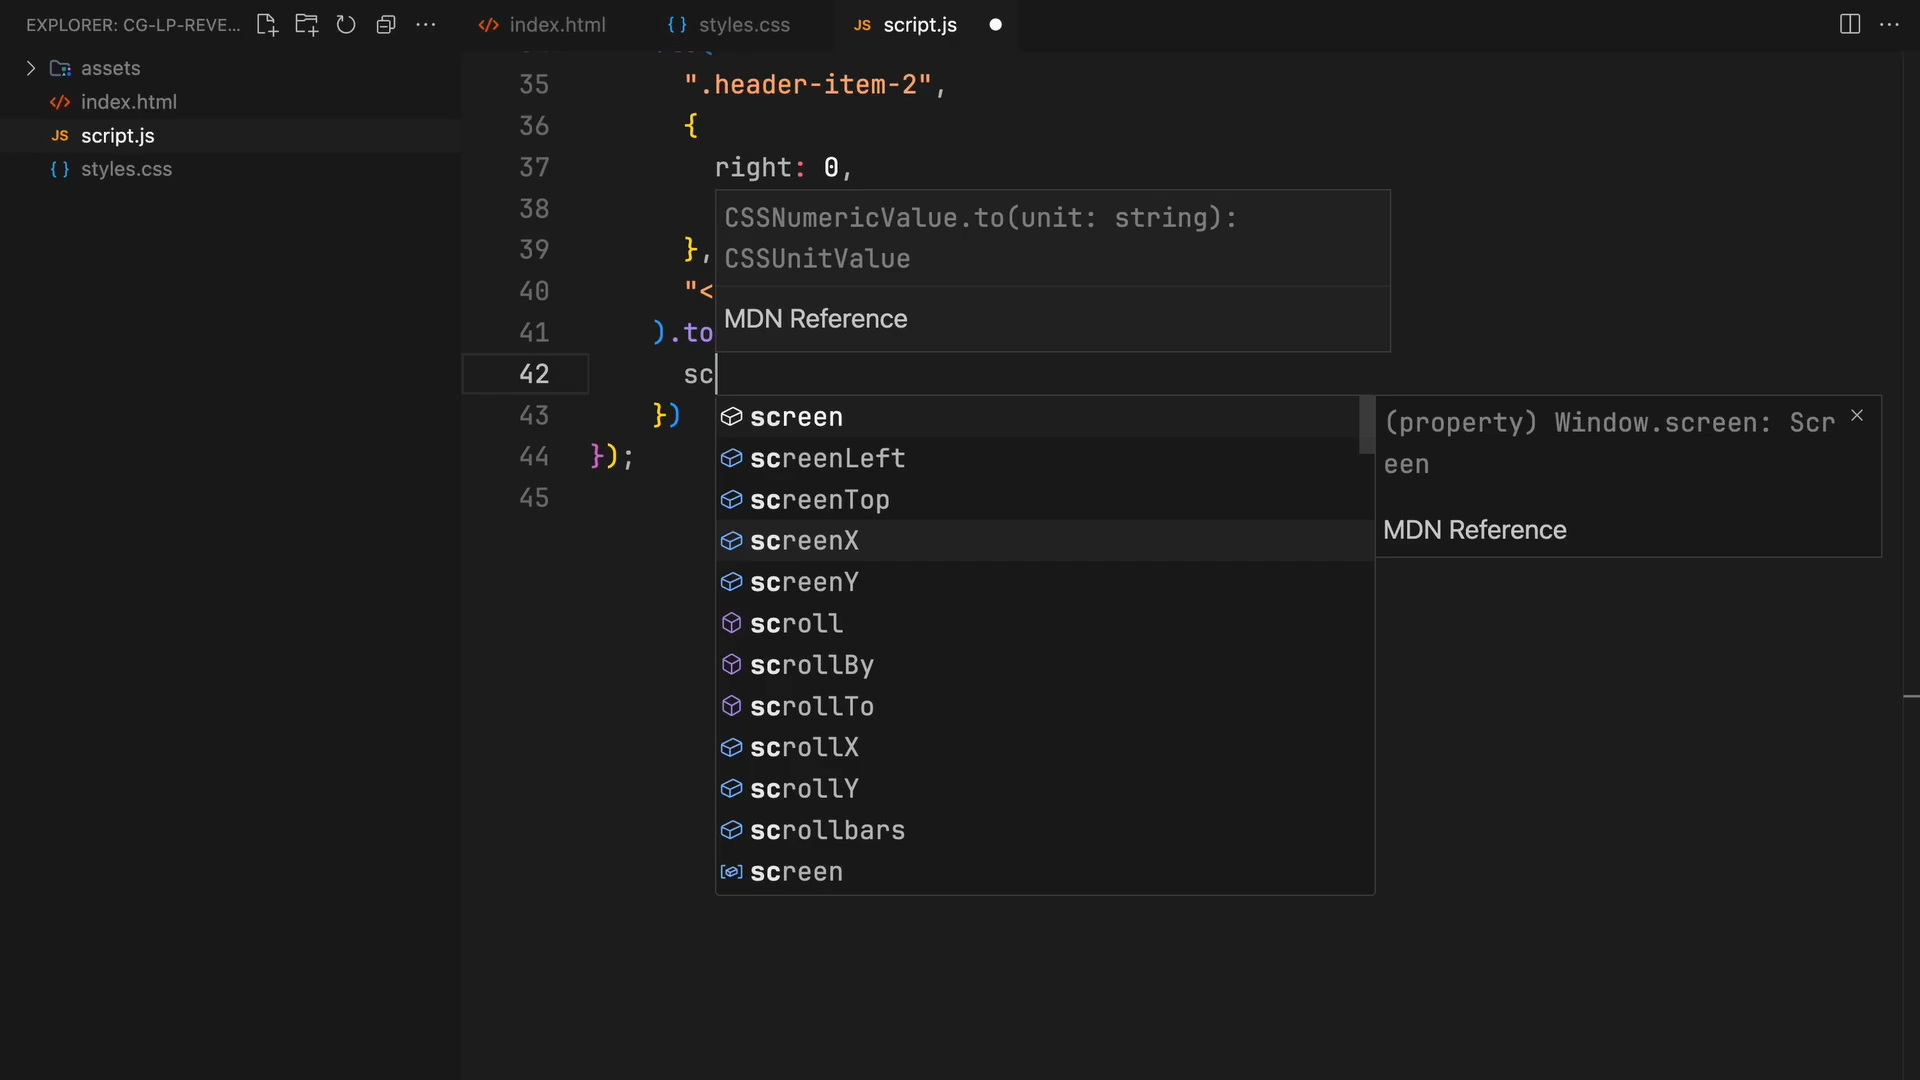 EXPLORER: CG-LP-REVE...
assets
index.html
JS script.js
styles.css
index.html
styles.css
JS script.js
35 ".header-item-2",
36 {
37 right: 0,
38
39 },
40 "<
41 ).to
42 sc
43 })
44 });
45
CSSNumericValue.to(unit: string):
CSSUnitValue
MDN Reference
screen
screenLeft
screenTop
screenX
screenY
scroll
scrollBy
scrollTo
scrollX
scrollY
scrollbars
screen
(property) Window.screen: Scr
een
MDN Reference